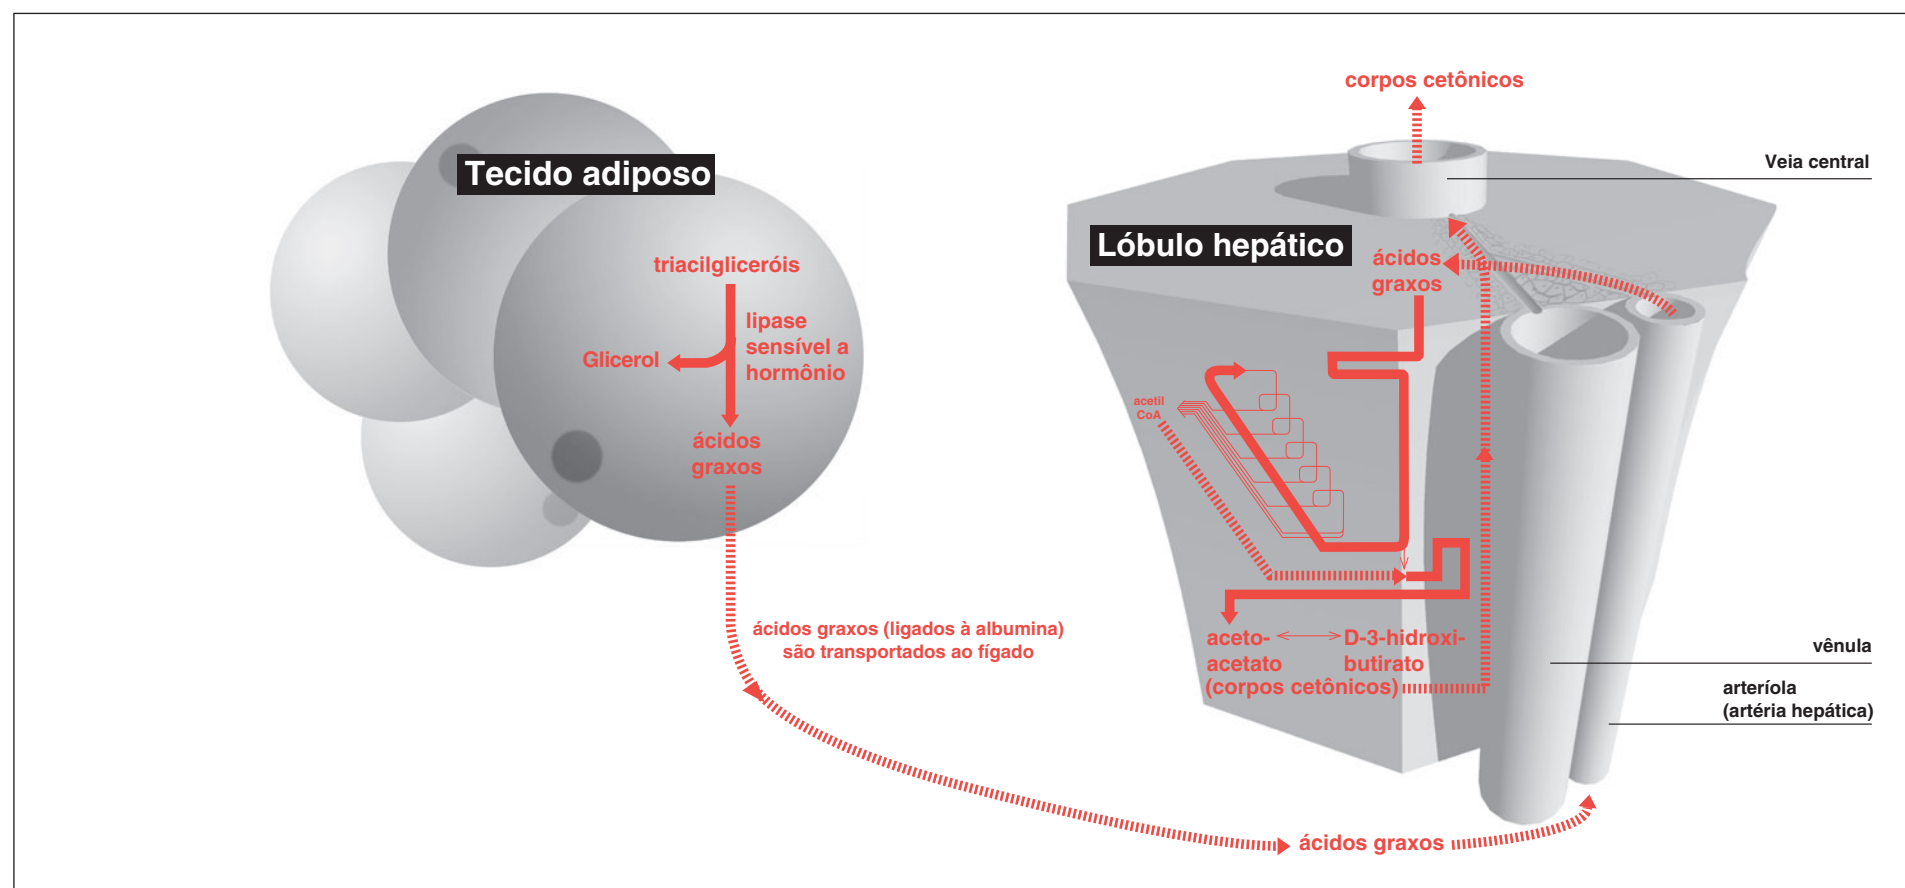 Tecido adiposo
triacilgliceróis
lipase
sensível a
hormônio
Glicerol
ácidos
graxos
ácidos graxos (ligados à albumina)
são transportados ao fígado
ácidos graxos
corpos cetônicos
Veia central
Lóbulo hepático
ácidos
graxos
acetil
CoA
aceto-
acetato
D-3-hidroxi-
butirato
(corpos cetônicos)
vênula
arteríola
(artéria hepática)